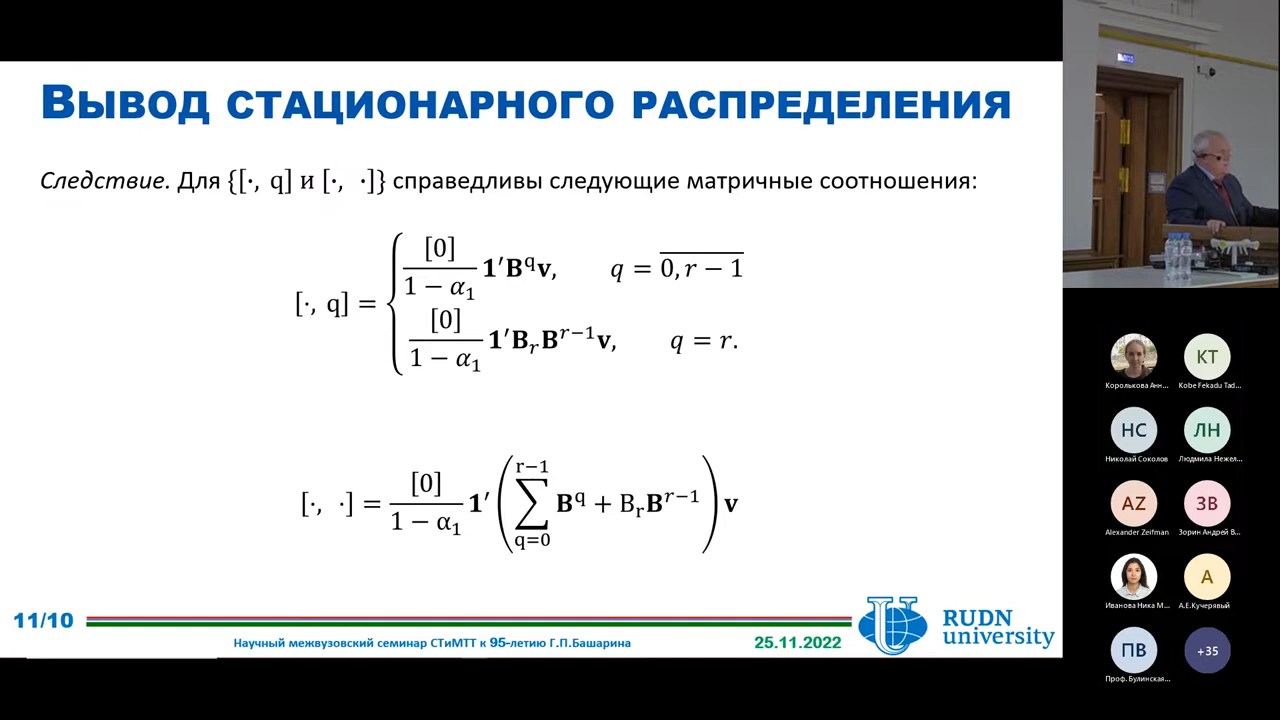 Вывод стационарного распределения
Следствие. Для {[·, q] и [·, ·]} справедливы следующие матричные соотношения:
[·, q] = { [0] / (1 − α₁) 1′B^q v, q = \overline{0, r − 1}
[0] / (1 − α₁) 1′B_r B^{r−1} v, q = r.
[·, ·] = [0] / (1 − α₁) 1′ ( ∑_{q=0}^{r−1} B^q + B_r B^{r−1} ) v
11/10
Научный межвузовский семинар СТиМТТ к 95-летию Г.П.Башарина
25.11.2022
RUDN
university
КТ
Королькова Анн...
Kobe Fekadu Tad...
НС
ЛН
Николай Соколов
Людмила Нежел...
AZ
ЗВ
Alexander Zeifman
Зорин Андрей В...
А
Иванова Ника М...
А.Е.Кучерявый
ПВ
+35
Проф. Булинская...